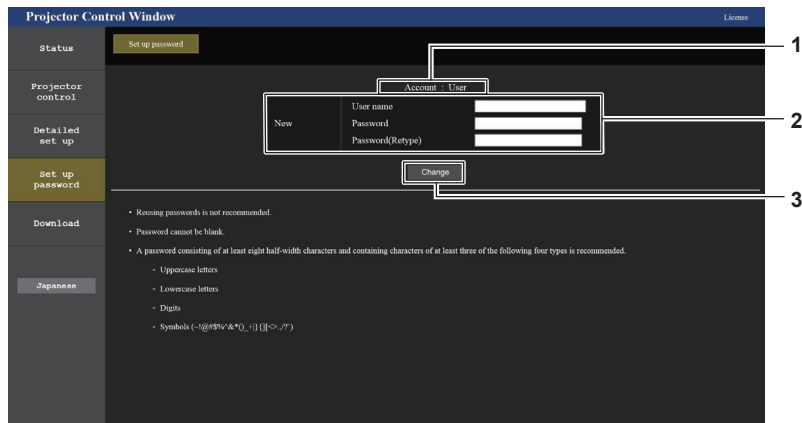 Projector Control Window
License
Status
Set up password
1
Projector
control
Account : User
User name
New
Password
Password(Retype)
2
Detailed
set up
Set up
password
Change
3
Download
• Reusing passwords is not recommended.
• Password cannot be blank.
• A password consisting of at least eight half-width characters and containing characters of at least three of the following four types is recommended.
Uppercase letters
Japanese
Lowercase letters
Digits
Symbols (~!@#$%^&*()_+|}{][<>.,/?`)